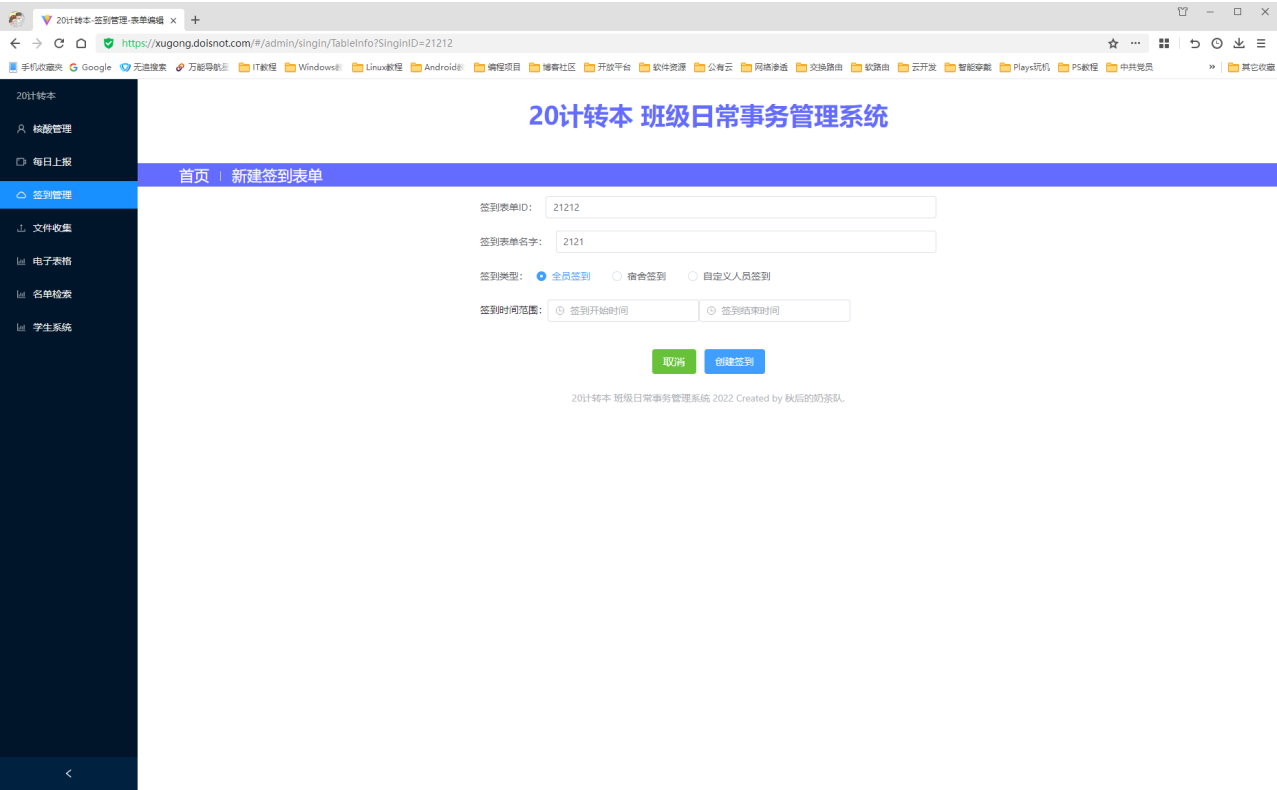 20计转本-签到管理-表单编辑
https://xugong.doisnot.com/#/admin/singin/TableInfo?SinginID=21212
手机收藏夹 Google 无追搜索 万能导航 IT教程 Windows Linux教程 Android 编程项目 博客社区 开放平台 软件资源 公有云 网络渗透 交换路由 软路由 云开发 智能穿戴 Plays玩机 PS教程 中共党员 » 其它收藏
20计转本
核酸管理
每日上报
签到管理
文件收集
电子表格
名单检索
学生系统
20计转本 班级日常事务管理系统
首页 | 新建签到表单
签到表单ID: 21212
签到表单名字: 2121
签到类型: 全员签到 宿舍签到 自定义人员签到
签到时间范围: 签到开始时间 签到结束时间
取消 创建签到
20计转本 班级日常事务管理系统 2022 Created by 秋后的奶茶队.